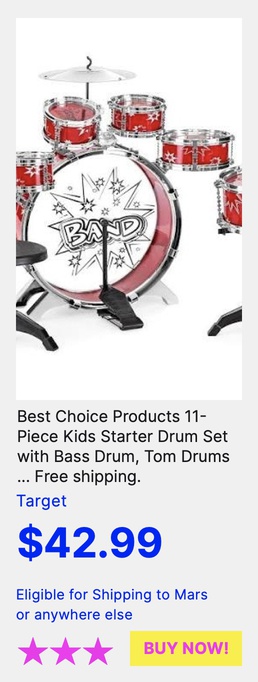 BAND
Best Choice Products 11-
Piece Kids Starter Drum Set
with Bass Drum, Tom Drums
... Free shipping.
Target
$42.99
Eligible for Shipping to Mars
or anywhere else
BUY NOW!